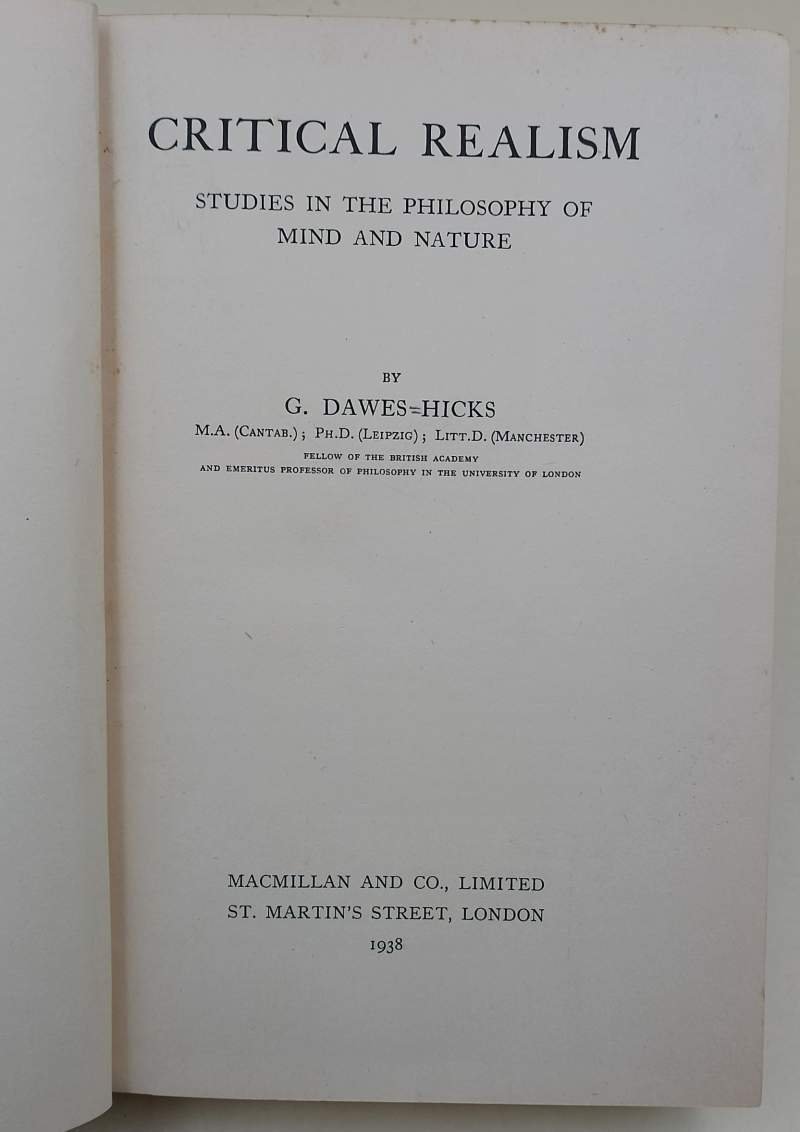 CRITICAL REALISM
STUDIES IN THE PHILOSOPHY OF
MIND AND NATURE
BY
G. DAWES-HICKS
M.A. (CANTAB.); PH.D. (LEIPZIG); LITT.D. (MANCHESTER)
FELLOW OF THE BRITISH ACADEMY
AND EMERITUS PROFESSOR OF PHILOSOPHY IN THE UNIVERSITY OF LONDON
MACMILLAN AND CO., LIMITED
ST. MARTIN'S STREET, LONDON
1938